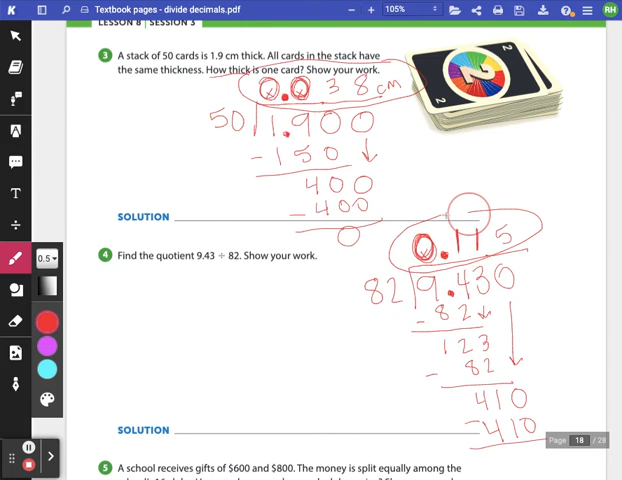 K
Textbook pages - divide decimals.pdf
105%
RH
LESSON 8 | SESSION 3
3 A stack of 50 cards is 1.9 cm thick. All cards in the stack have
the same thickness. How thick is one card? Show your work.
0.038 cm
50 1.900
- 150
400
- 400
0
SOLUTION
4 Find the quotient 9.43 ÷ 82. Show your work.
0.115
82 9.430
- 82
123
- 82
410
- 410
SOLUTION
5 A school receives gifts of $600 and $800. The money is split equally among the
0.5
T
Page 18 / 28
2
2